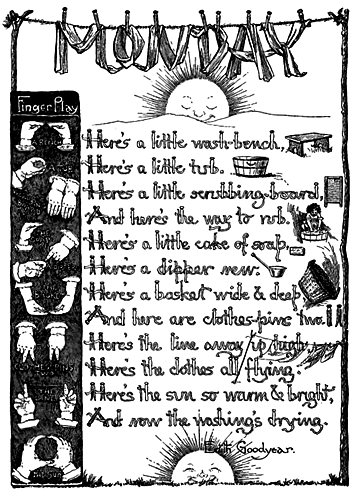 MONDAY
Finger Play
Here's a little wash-bench,
Here's a little tub.
Here's a little scrubbing-board,
And here's the way to rub.
Here's a little cake of soap,
Here's a dipper new:
Here's a basket wide & deep,
And here are clothes-pins two.
Here's the line away up high,
Here's the clothes all flying.
Here's the sun so warm & bright,
And now the washing's drying.
Edith Goodyear.